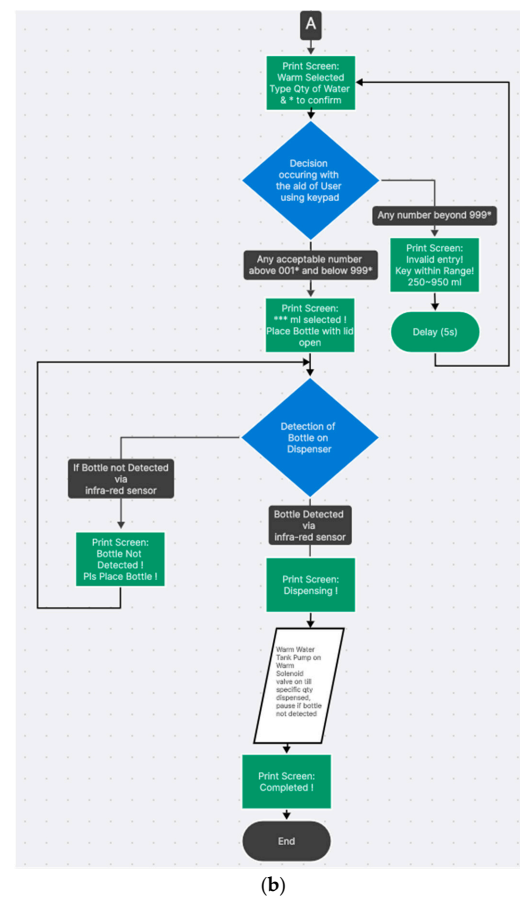 A
Print Screen:
Warm Selected
Type Qty of Water
& * to confirm
Decision
occuring with
the aid of User
using keypad
Any number beyond 999*
Any acceptable number
above 001* and below 999*
Print Screen:
Invalid entry!
Key within Range!
250~950 ml
Print Screen:
*** ml selected !
Place Bottle with lid
open
Delay (5s)
Detection of
Bottle on
Dispenser
If Bottle not Detected
via
infra-red sensor
Bottle Detected
via
infra-red sensor
Print Screen:
Bottle Not
Detected !
Pls Place Bottle !
Print Screen:
Dispensing !
Warm Water
Tank Pump on
Warm
Solenoid
valve on till
specific qty
dispensed,
pause if bottle
not detected
Print Screen:
Completed !
End
(b)